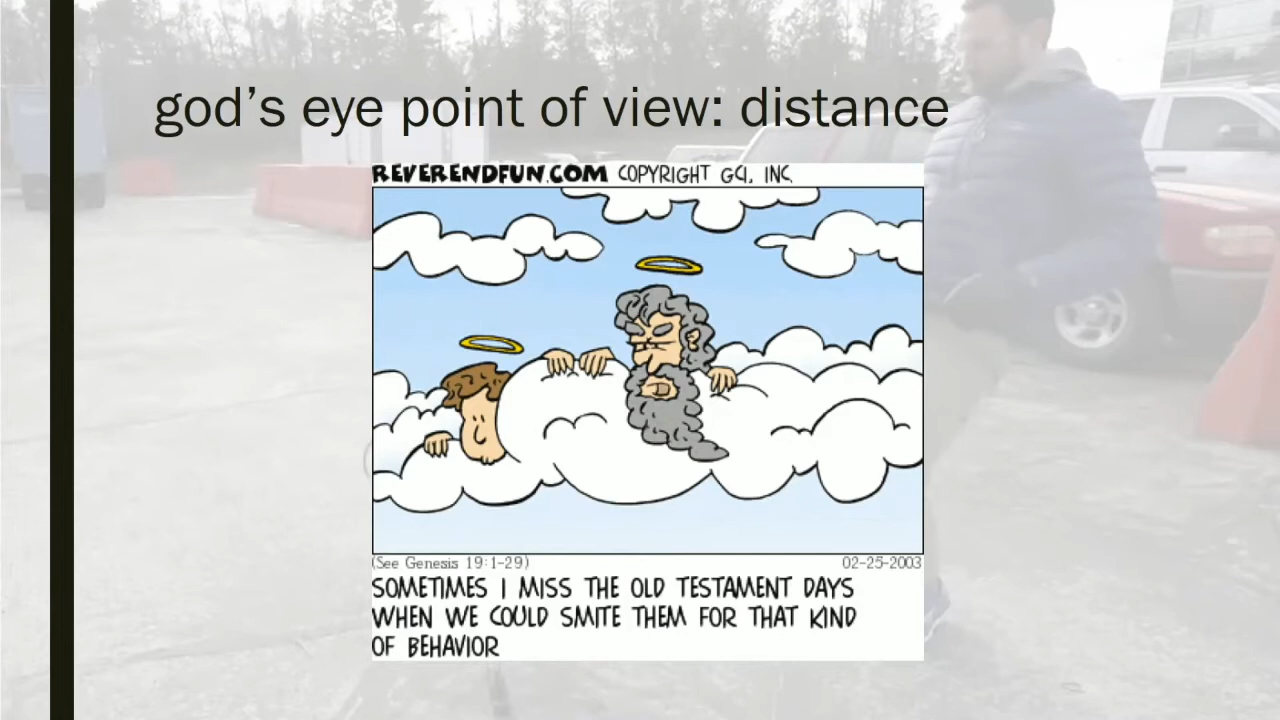 god's eye point of view: distance
REVERENDFUN.COM COPYRIGHT GCI, INC.
(See Genesis 19:1-29) 02-25-2003
SOMETIMES I MISS THE OLD TESTAMENT DAYS
WHEN WE COULD SMITE THEM FOR THAT KIND
OF BEHAVIOR